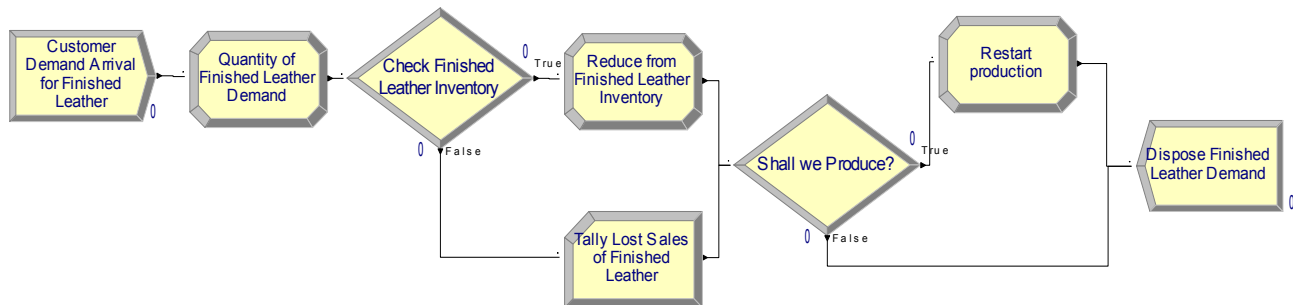 Customer
Demand Arrival
for Finished
Leather
0
Quantity of
Finished Leather
Demand
Check Finished
Leather Inventory
0
True
0
False
Reduce from
Finished Leather
Inventory
Tally Lost Sales
of Finished
Leather
Shall we Produce?
0
True
0
False
Restart
production
Dispose Finished
Leather Demand
0